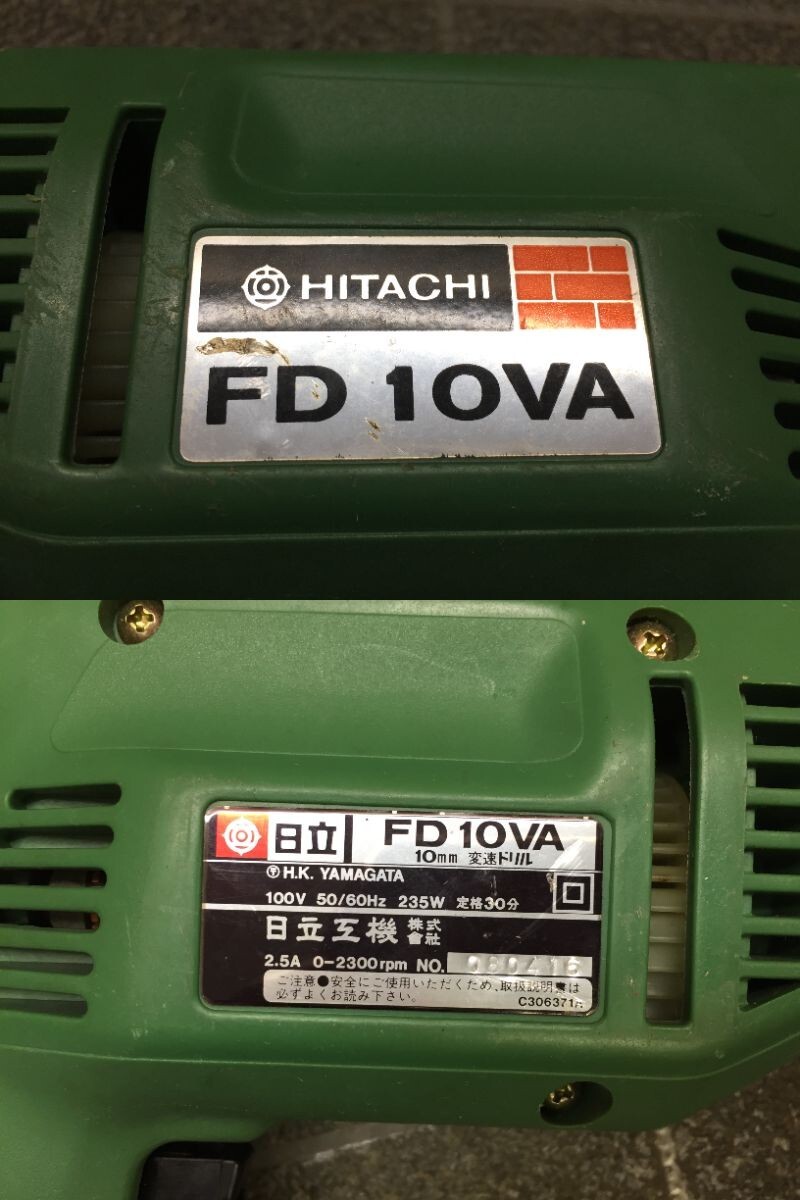 HITACHI
FD 10VA
日立 FD 10VA
10mm 変速ドリル
〒 H.K. YAMAGATA
100V 50/60Hz 235W 定格30分
日立工機 株式會社
2.5A 0-2300rpm NO. 080416
ご注意●安全にご使用いただくため、取扱説明書は
必ずよくお読み下さい。 C306371A